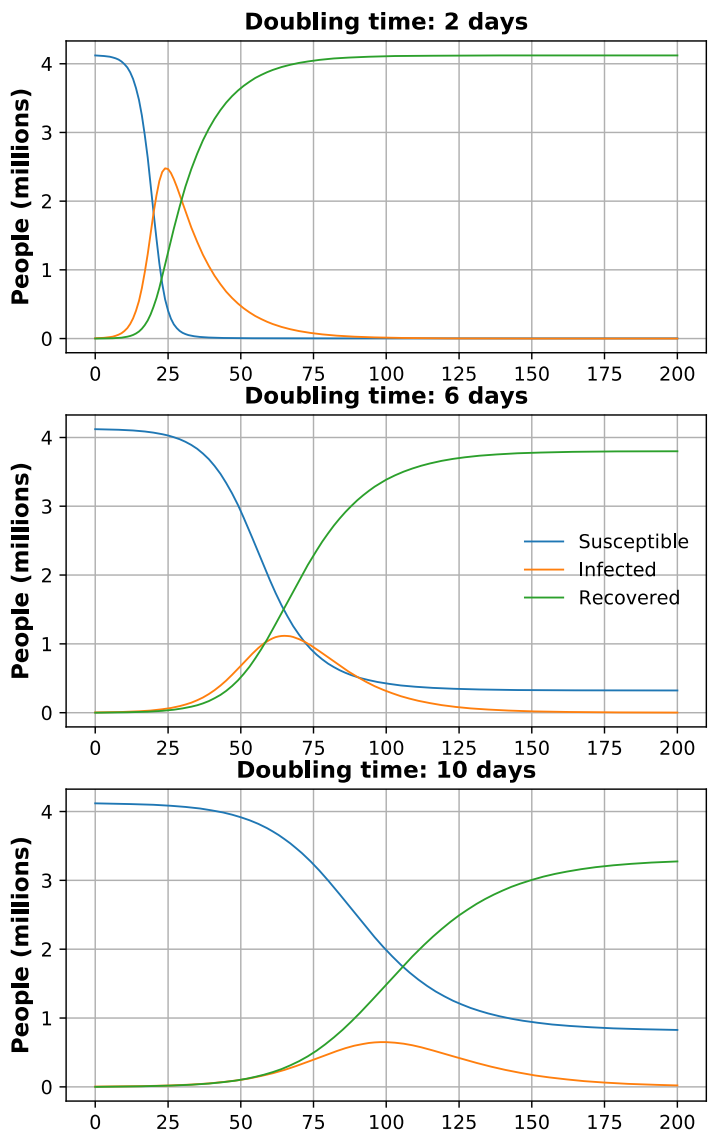 Doubling time: 2 days
People (millions)
4
3
2
1
0
0 25 50 75 100 125 150 175 200
Doubling time: 6 days
People (millions)
4
3
2
1
0
Susceptible
Infected
Recovered
0 25 50 75 100 125 150 175 200
Doubling time: 10 days
People (millions)
4
3
2
1
0
0 25 50 75 100 125 150 175 200